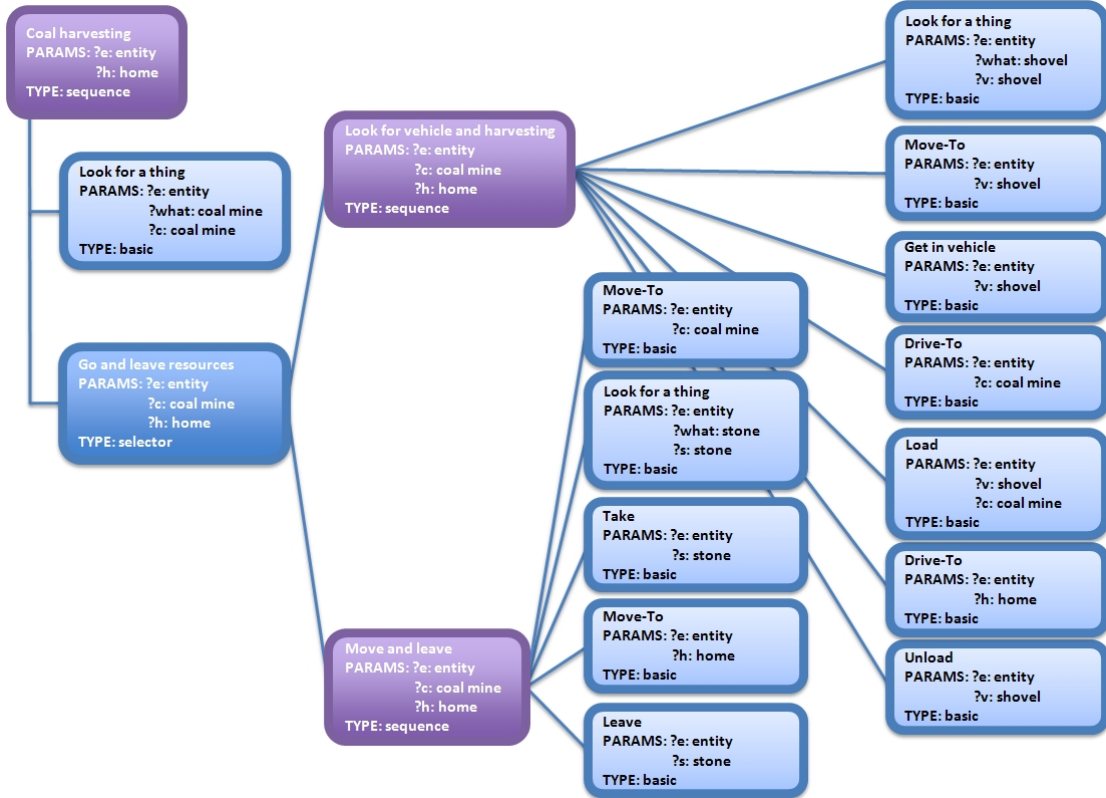 Coal harvesting
PARAMS: ?e: entity
?h: home
TYPE: sequence
Look for a thing
PARAMS: ?e: entity
?what: coal mine
?c: coal mine
TYPE: basic
Go and leave resources
PARAMS: ?e: entity
?c: coal mine
?h: home
TYPE: selector
Look for vehicle and harvesting
PARAMS: ?e: entity
?c: coal mine
?h: home
TYPE: sequence
Move and leave
PARAMS: ?e: entity
?c: coal mine
?h: home
TYPE: sequence
Move-To
PARAMS: ?e: entity
?c: coal mine
TYPE: basic
Look for a thing
PARAMS: ?e: entity
?what: stone
?s: stone
TYPE: basic
Take
PARAMS: ?e: entity
?s: stone
TYPE: basic
Move-To
PARAMS: ?e: entity
?h: home
TYPE: basic
Leave
PARAMS: ?e: entity
?s: stone
TYPE: basic
Look for a thing
PARAMS: ?e: entity
?what: shovel
?v: shovel
TYPE: basic
Move-To
PARAMS: ?e: entity
?v: shovel
TYPE: basic
Get in vehicle
PARAMS: ?e: entity
?v: shovel
TYPE: basic
Drive-To
PARAMS: ?e: entity
?c: coal mine
TYPE: basic
Load
PARAMS: ?e: entity
?v: shovel
?c: coal mine
TYPE: basic
Drive-To
PARAMS: ?e: entity
?h: home
TYPE: basic
Unload
PARAMS: ?e: entity
?v: shovel
TYPE: basic